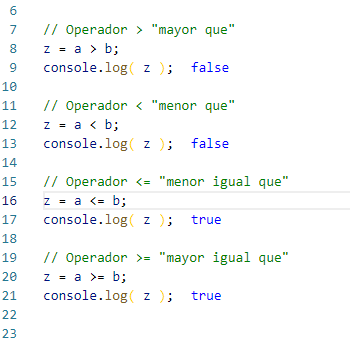 6
7 // Operador > "mayor que"
8 z = a > b;
9 console.log( z ); false
10
11 // Operador < "menor que"
12 z = a < b;
13 console.log( z ); false
14
15 // Operador <= "menor igual que"
16 z = a <= b;
17 console.log( z ); true
18
19 // Operador >= "mayor igual que"
20 z = a >= b;
21 console.log( z ); true
22
23